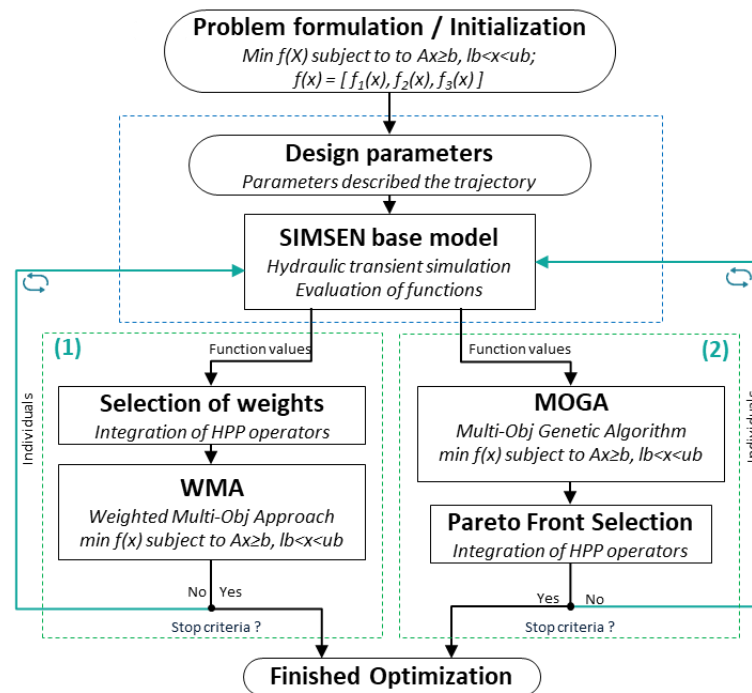 Problem formulation / Initialization
Min f(X) subject to to Ax≥b, lb<x<ub;
f(x) = [ f₁(x), f₂(x), f₃(x) ]
Design parameters
Parameters described the trajectory
SIMSEN base model
Hydraulic transient simulation
Evaluation of functions
(1)
Function values
Selection of weights
Integration of HPP operators
WMA
Weighted Multi-Obj Approach
min f(x) subject to Ax≥b, lb<x<ub
No
Yes
Stop criteria ?
Individuals
(2)
Function values
MOGA
Multi-Obj Genetic Algorithm
min f(x) subject to Ax≥b, lb<x<ub
Pareto Front Selection
Integration of HPP operators
Yes
No
Stop criteria ?
Individuals
Finished Optimization